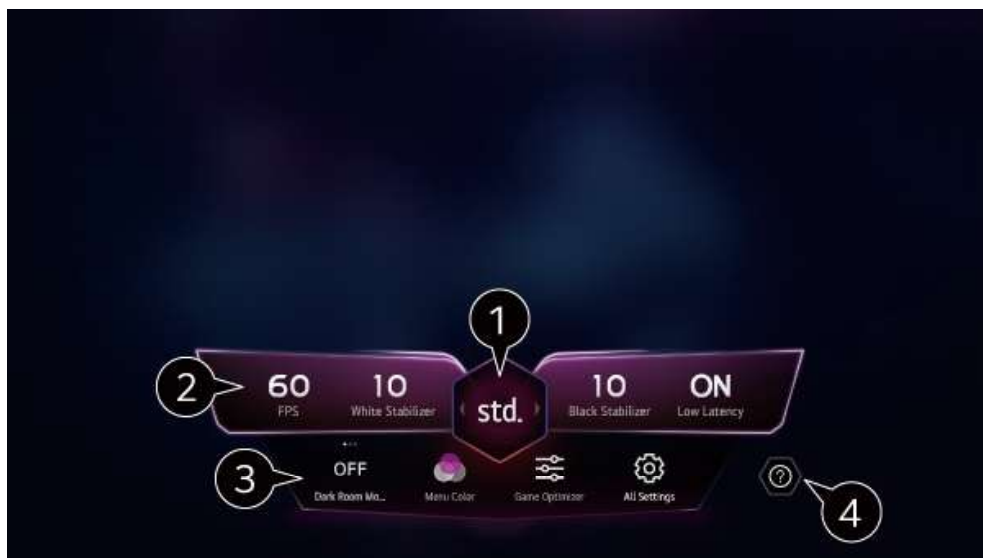 1
2
60
FPS
10
White Stabilizer
std.
10
Black Stabilizer
ON
Low Latency
3
OFF
Dark Room Mo...
Menu Color
Game Optimizer
All Settings
?
4